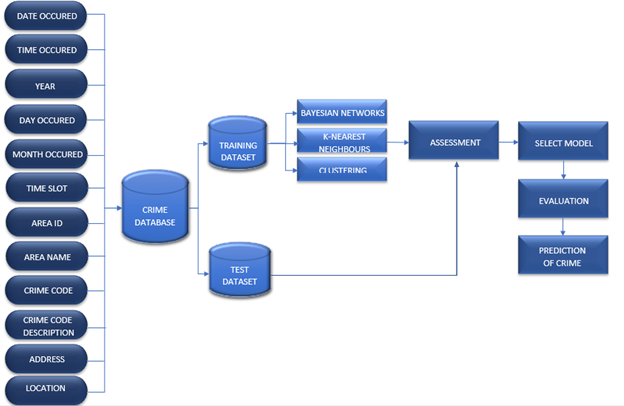 DATE OCCURED
TIME OCCURED
YEAR
DAY OCCURED
MONTH OCCURED
TIME SLOT
AREA ID
AREA NAME
CRIME CODE
CRIME CODE
DESCRIPTION
ADDRESS
LOCATION
CRIME
DATABASE
TRAINING
DATASET
TEST
DATASET
BAYESIAN NETWORKS
K-NEAREST
NEIGHBOURS
CLUSTERING
ASSESSMENT
SELECT MODEL
EVALUATION
PREDICTION
OF CRIME